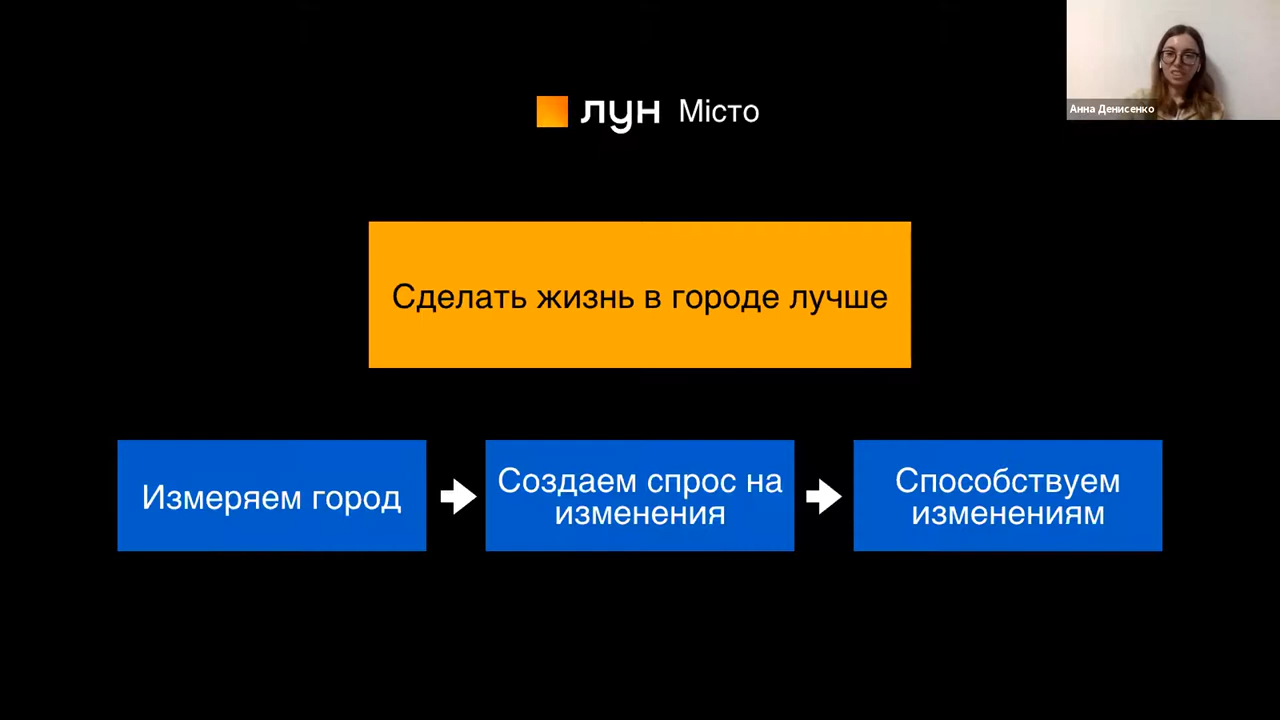 лун Місто
Анна Денисенко
Сделать жизнь в городе лучше
Измеряем город
Создаем спрос на
изменения
Способствуем
изменениям